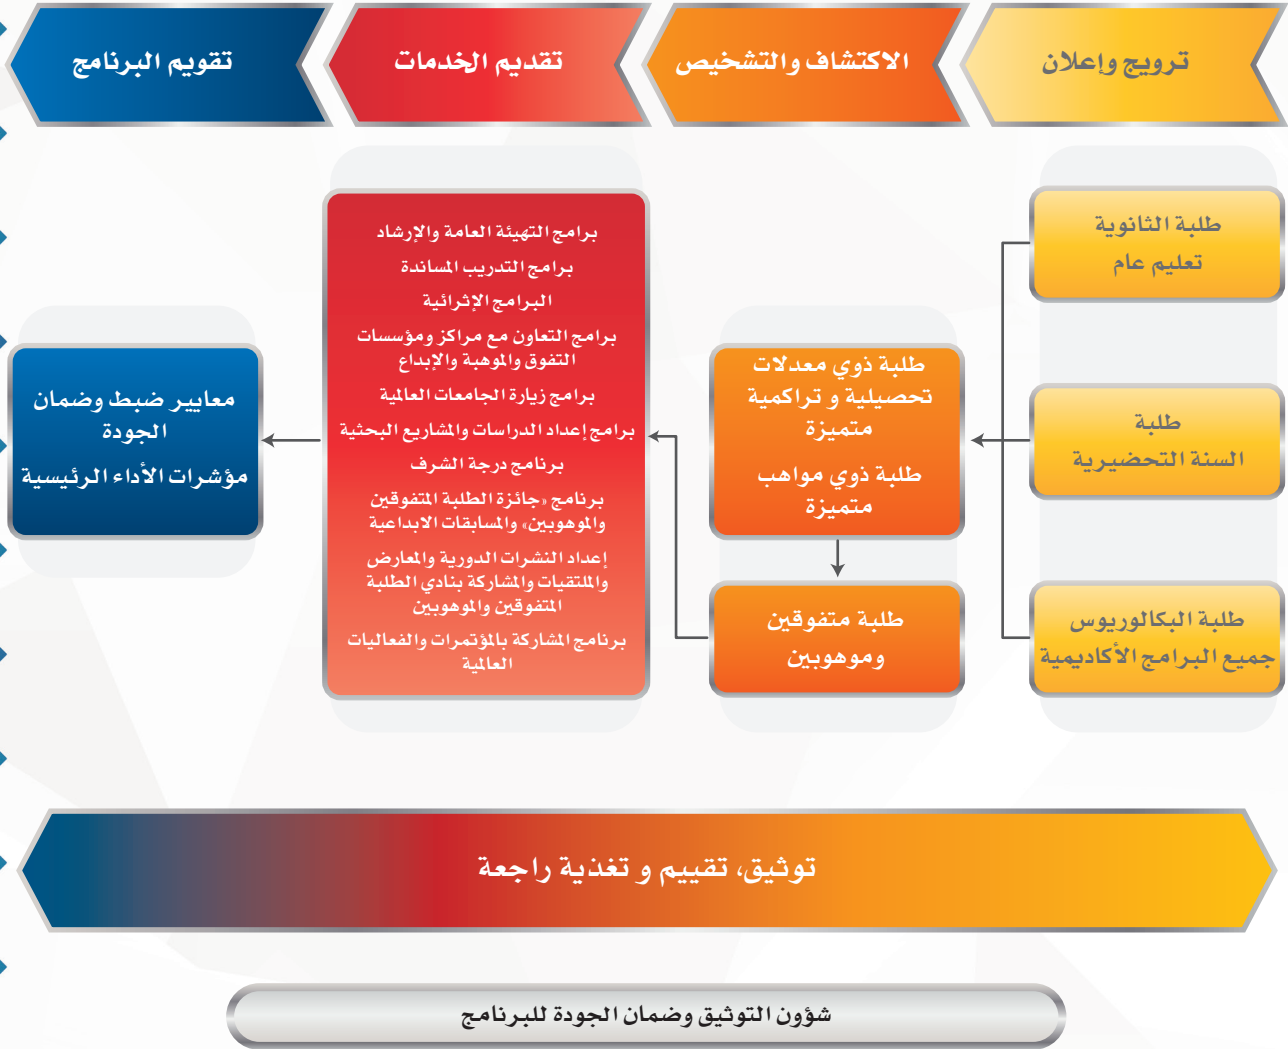 ترويج وإعلان
الاكتشاف والتشخيص
تقديم الخدمات
تقويم البرنامج
طلبة الثانوية
تعليم عام
طلبة
السنة التحضيرية
طلبة البكالوريوس
جميع البرامج الأكاديمية
طلبة ذوي معدلات
تحصيلية و تراكمية
متميزة
طلبة ذوي مواهب
متميزة
طلبة متفوقين
وموهوبين
برامج التهيئة العامة والإرشاد
برامج التدريب المساندة
البرامج الإثرائية
برامج التعاون مع مراكز ومؤسسات
التفوق والموهبة والإبداع
برامج زيارة الجامعات العالمية
برامج إعداد الدراسات والمشاريع البحثية
برنامج درجة الشرف
برنامج «جائزة الطلبة المتفوقين
والموهوبين» والمسابقات الابداعية
إعداد النشرات الدورية والمعارض
والملتقيات والمشاركة بنادي الطلبة
المتفوقين والموهوبين
برنامج المشاركة بالمؤتمرات والفعاليات
العالمية
معايير ضبط وضمان
الجودة
مؤشرات الأداء الرئيسية
توثيق، تقييم و تغذية راجعة
شؤون التوثيق وضمان الجودة للبرنامج